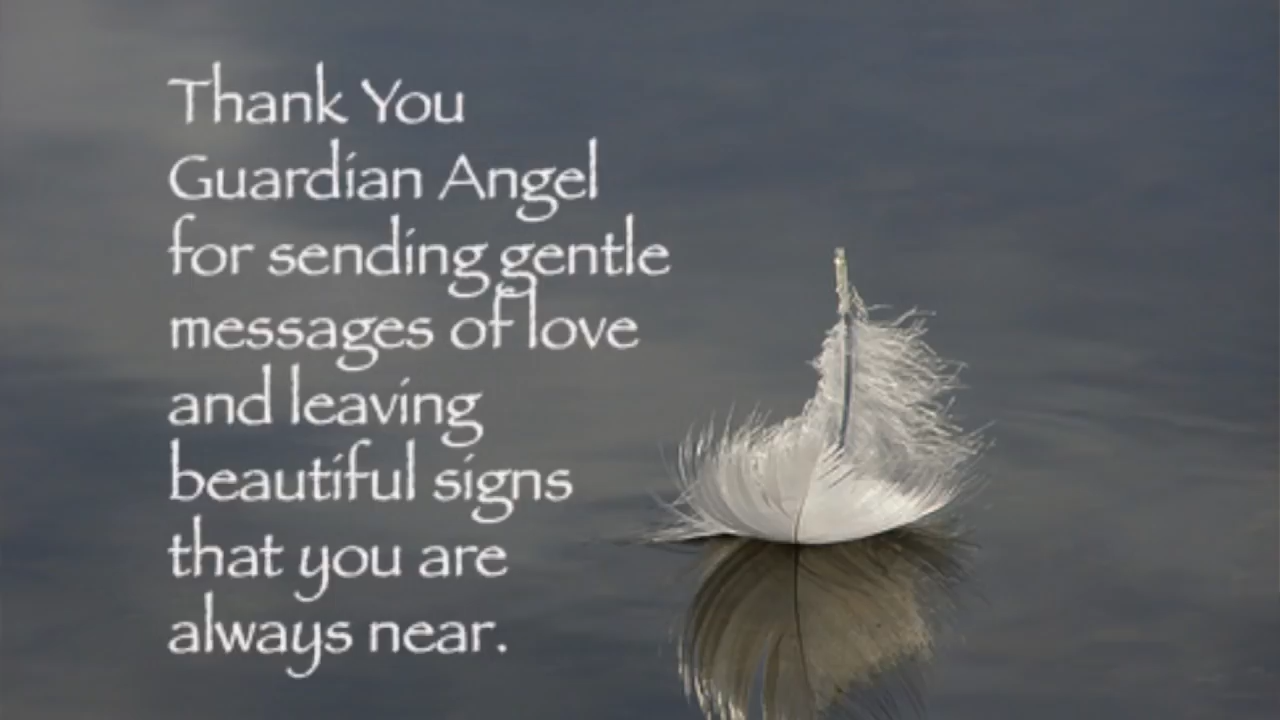 Thank You
Guardian Angel
for sending gentle
messages of love
and leaving
beautiful signs
that you are
always near.